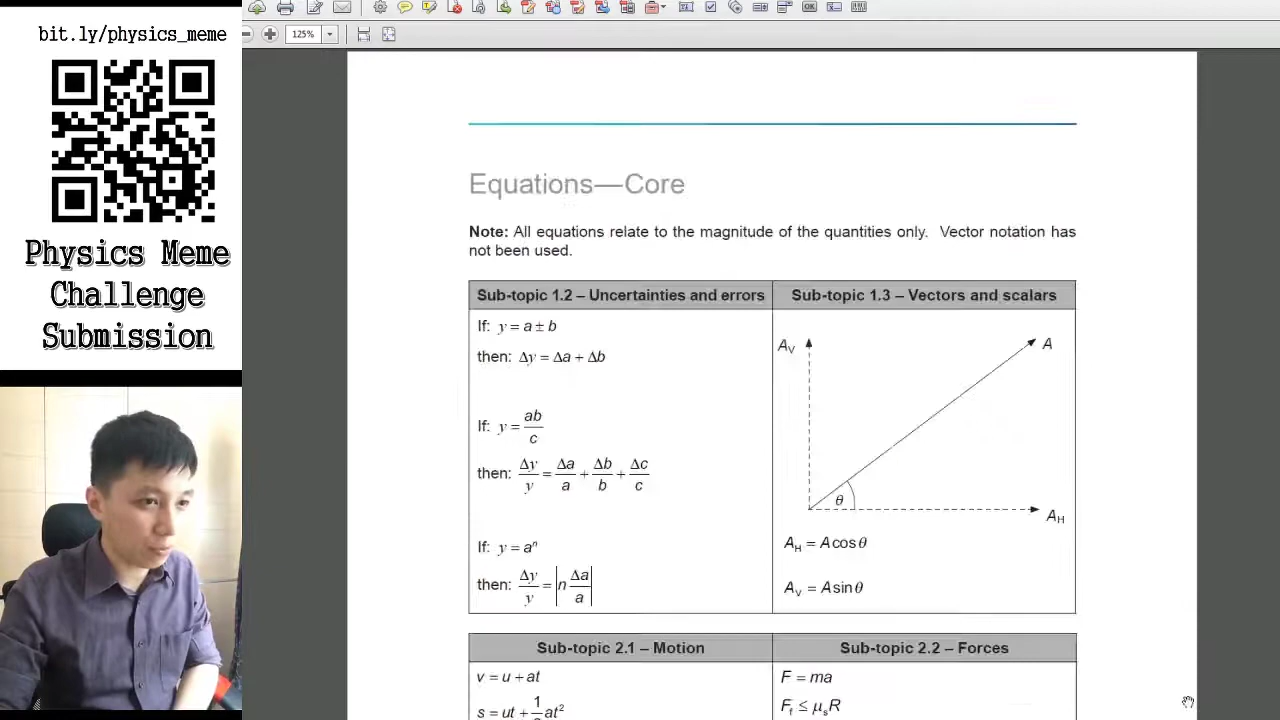 bit.ly/physics_meme
Physics Meme
Challenge
Submission
125%
Equations—Core
Note: All equations relate to the magnitude of the quantities only. Vector notation has
not been used.
Sub-topic 1.2 – Uncertainties and errors
If: y = a ± b
then: Δy = Δa + Δb
If: y = ab/c
then: Δy/y = Δa/a + Δb/b + Δc/c
If: y = aⁿ
then: Δy/y = |n Δa/a|
Sub-topic 1.3 – Vectors and scalars
A_V
A
θ
A_H
A_H = A cos θ
A_V = A sin θ
Sub-topic 2.1 – Motion
v = u + at
s = ut + 1/2 at²
Sub-topic 2.2 – Forces
F = ma
F_f ≤ μ_s R